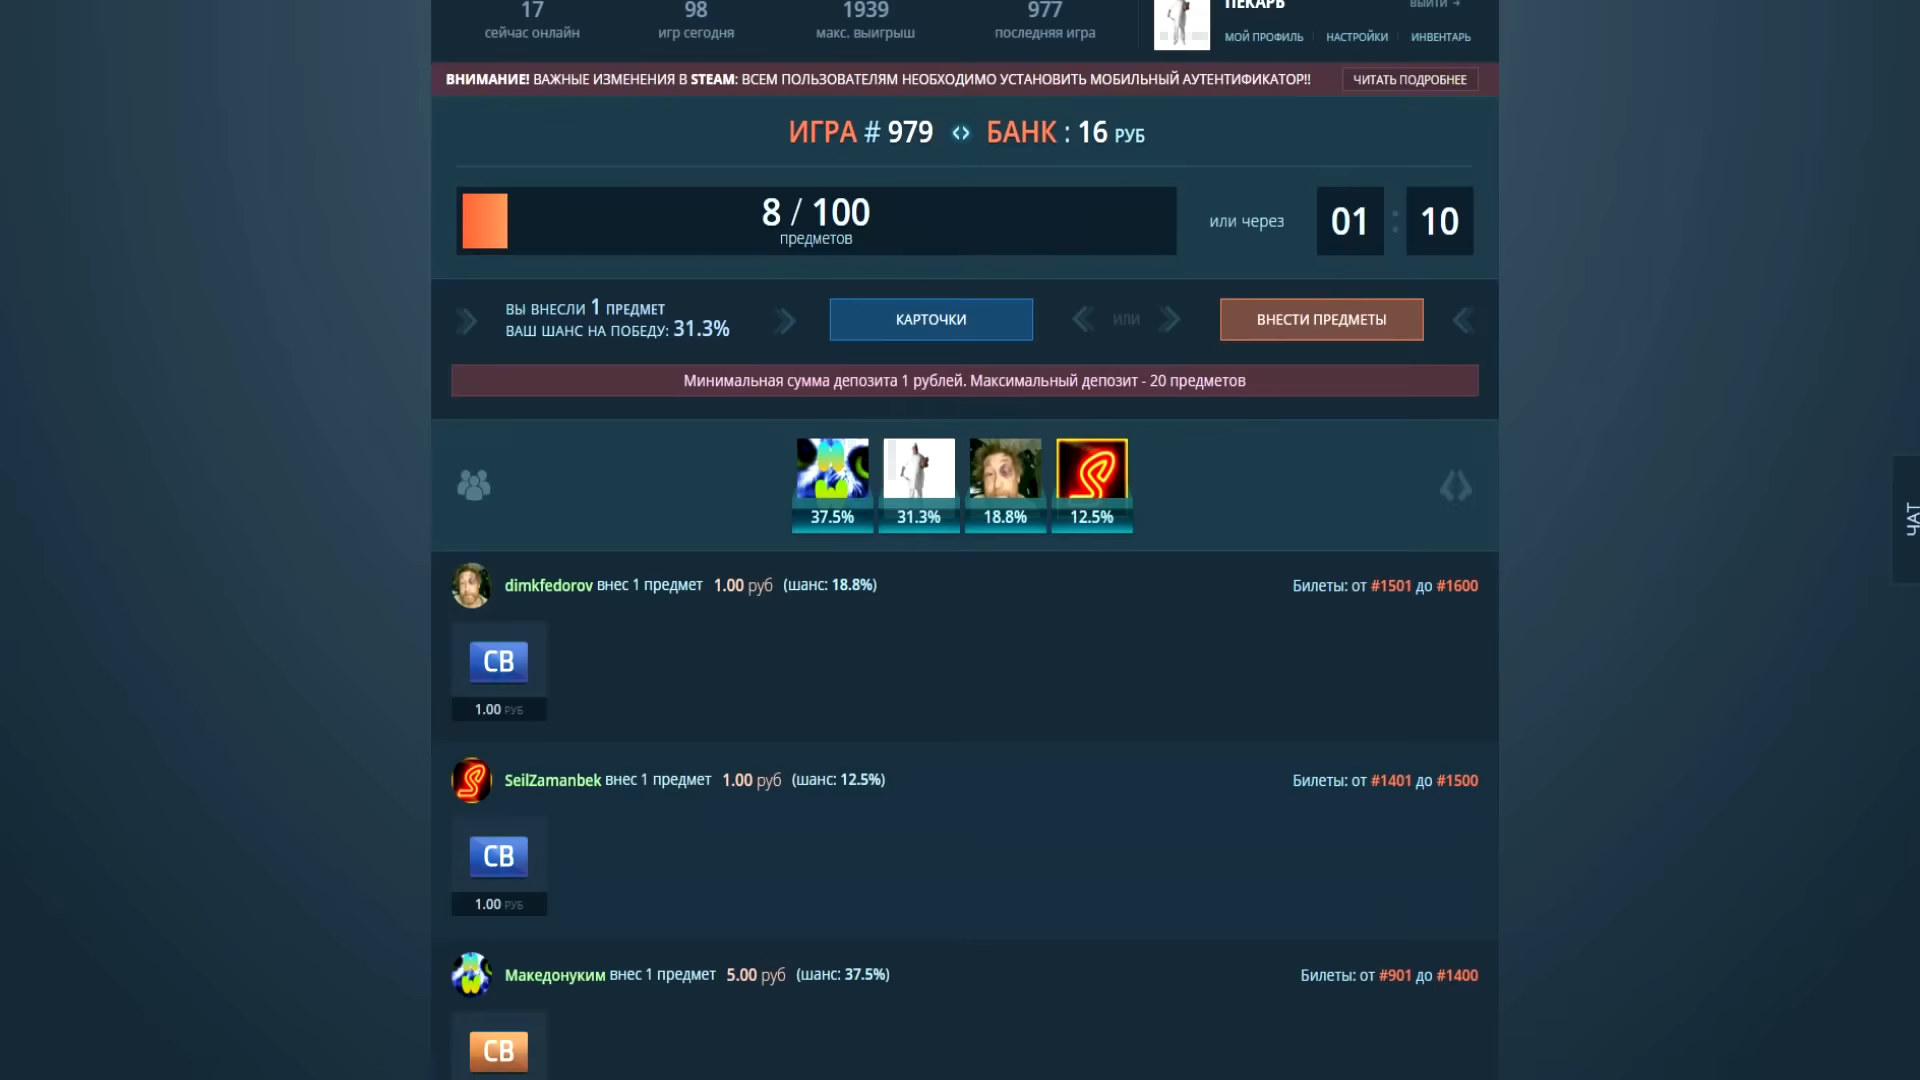 17 98 1939 977 ПЕКАРЬ ВЫЙТИ →
сейчас онлайн игр сегодня макс. выигрыш последняя игра МОЙ ПРОФИЛЬ НАСТРОЙКИ ИНВЕНТАРЬ
ВНИМАНИЕ! ВАЖНЫЕ ИЗМЕНЕНИЯ В STEAM: ВСЕМ ПОЛЬЗОВАТЕЛЯМ НЕОБХОДИМО УСТАНОВИТЬ МОБИЛЬНЫЙ АУТЕНТИФИКАТОР!! ЧИТАТЬ ПОДРОБНЕЕ
ИГРА # 979 <> БАНК : 16 РУБ
8 / 100
предметов
или через 01 : 10
ВЫ ВНЕСЛИ 1 ПРЕДМЕТ
ВАШ ШАНС НА ПОБЕДУ: 31.3%
КАРТОЧКИ ИЛИ ВНЕСТИ ПРЕДМЕТЫ
Минимальная сумма депозита 1 рублей. Максимальный депозит - 20 предметов
37.5% 31.3% 18.8% 12.5%
ЧАТ
dimkfedorov внес 1 предмет 1.00 руб (шанс: 18.8%) Билеты: от #1501 до #1600
CB
1.00 РУБ
SeilZamanbek внес 1 предмет 1.00 руб (шанс: 12.5%) Билеты: от #1401 до #1500
CB
1.00 РУБ
Македонуким внес 1 предмет 5.00 руб (шанс: 37.5%) Билеты: от #901 до #1400
CB